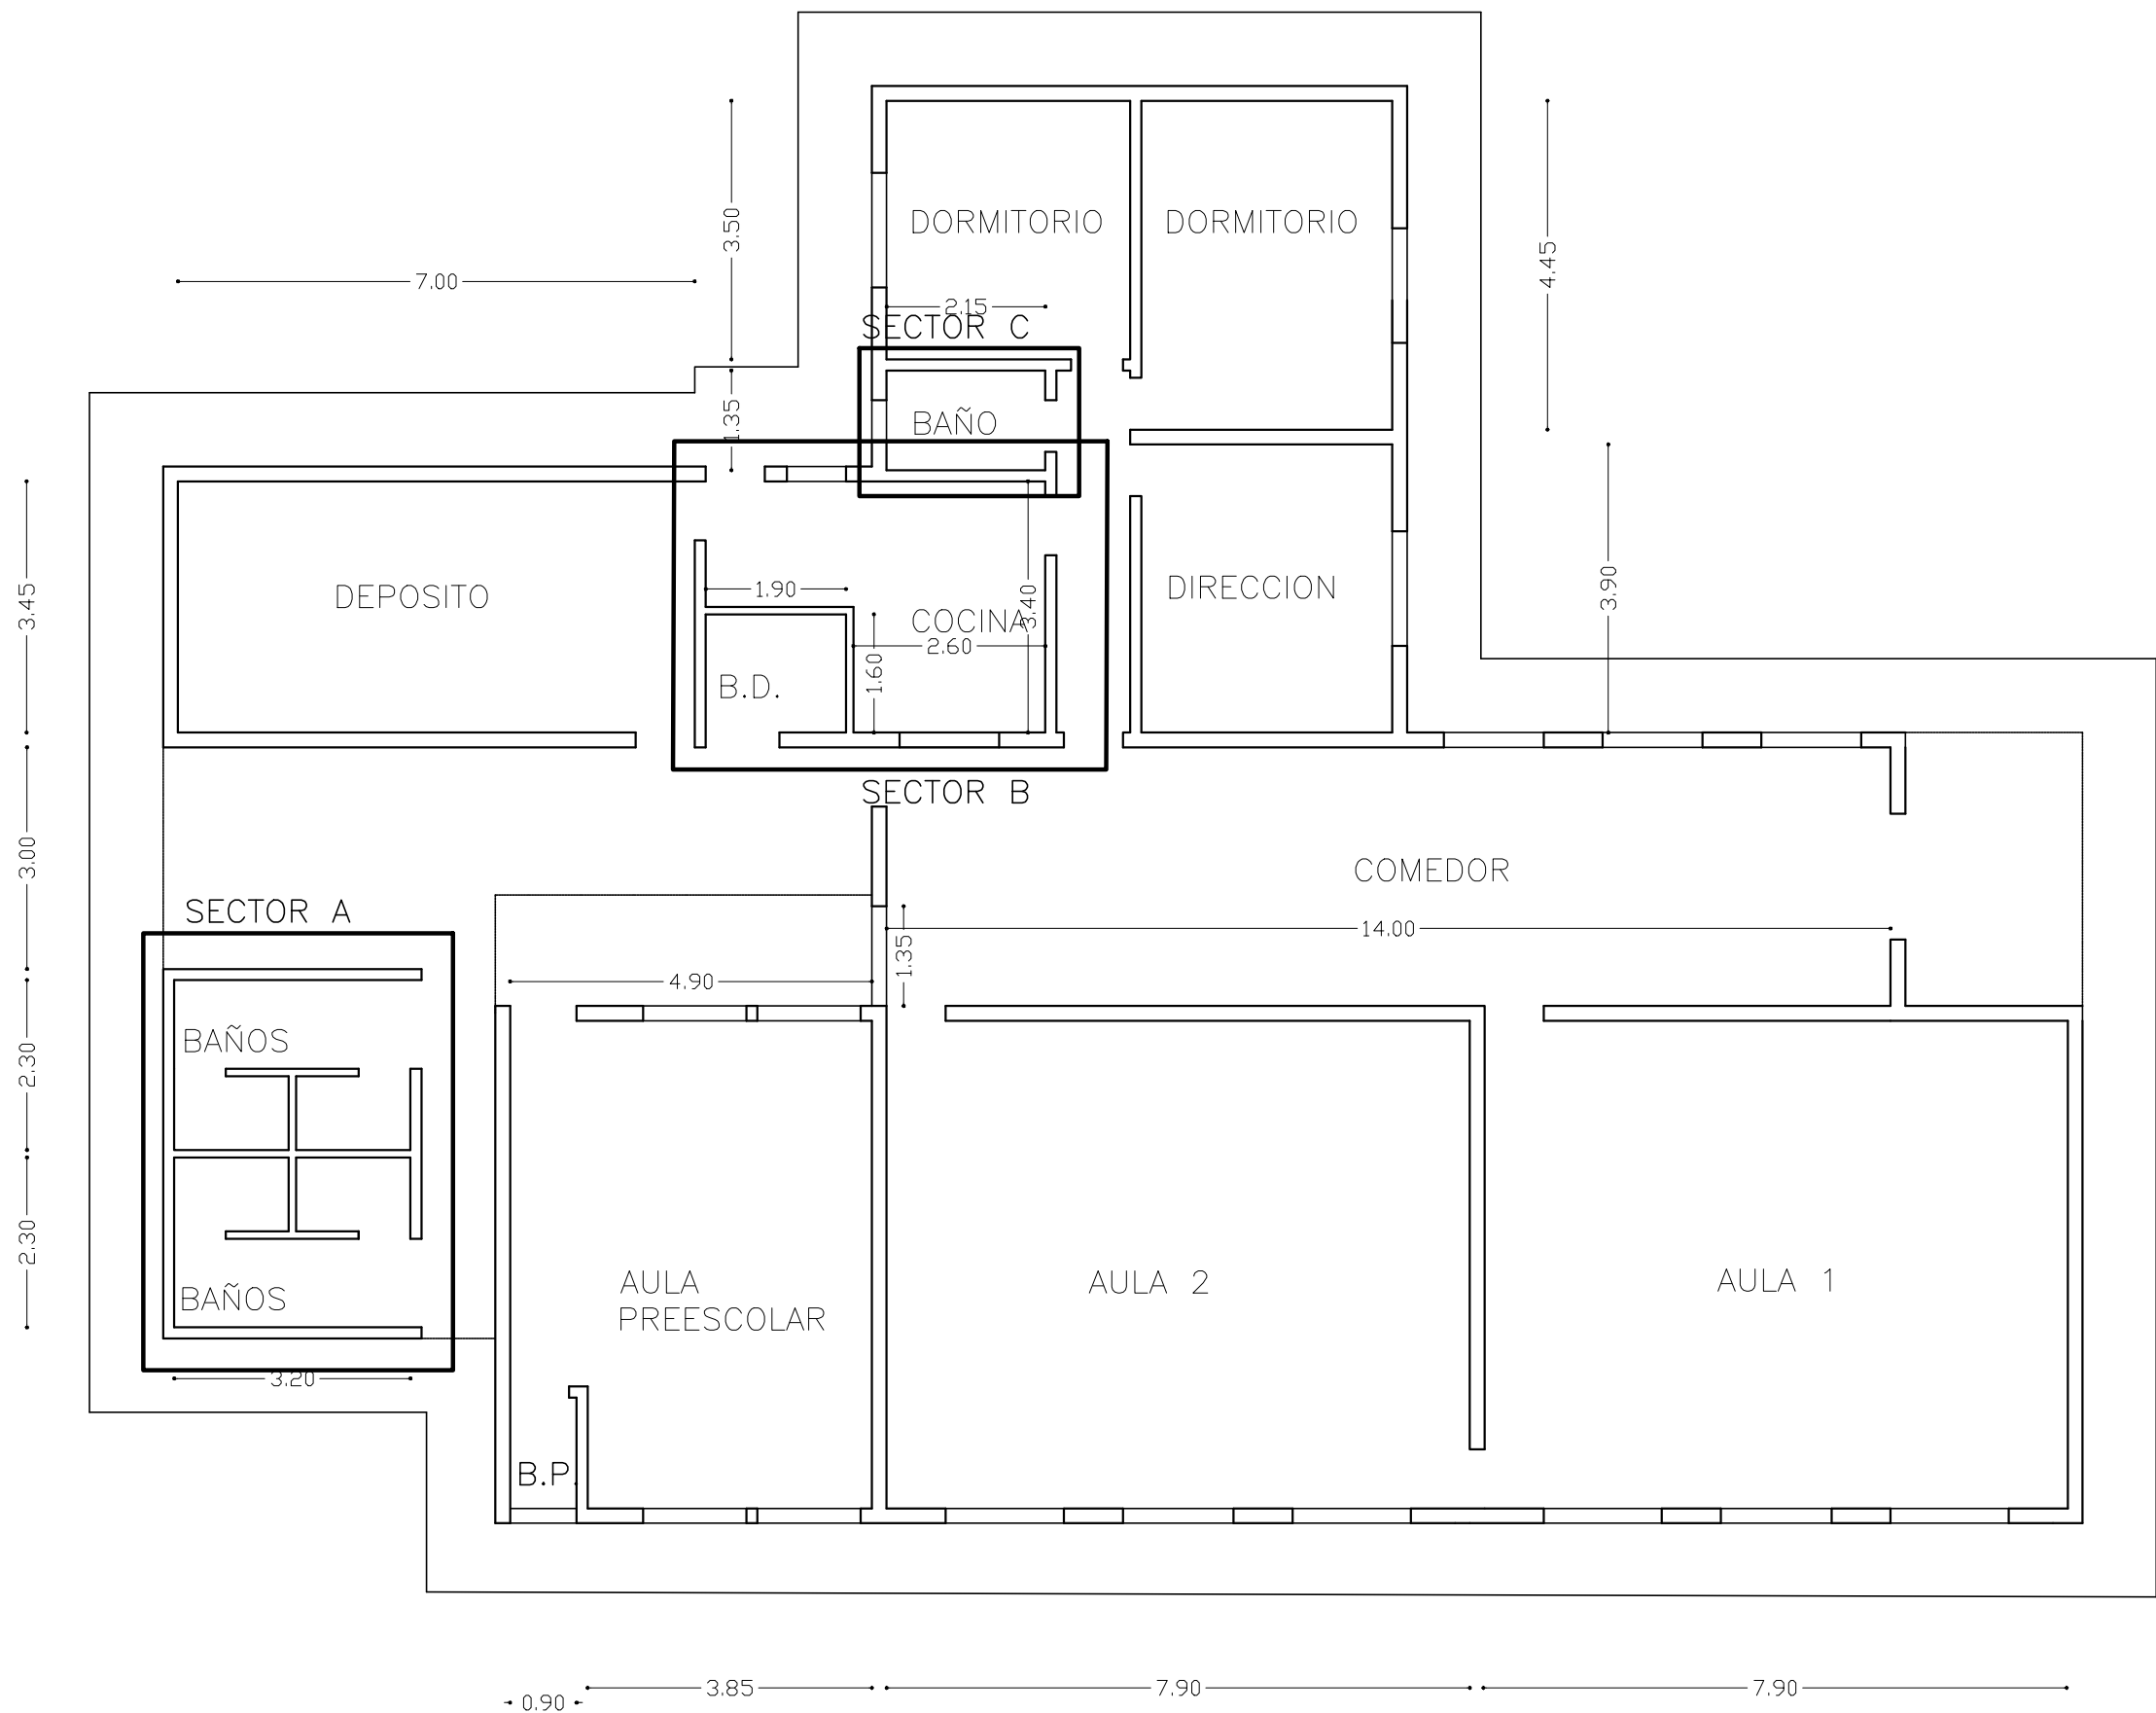 3.50
DORMITORIO
DORMITORIO
4.45
7.00
2.15
SECTOR C
1.35
BAÑO
3.45
DEPOSITO
1.90
COCINA
3.40
2.60
DIRECCION
3.90
1.60
B.D.
SECTOR B
3.00
COMEDOR
SECTOR A
14.00
1.35
4.90
BAÑOS
2.30
2.30
BAÑOS
AULA
PREESCOLAR
AULA 2
AULA 1
3.20
B.P.
0.90
3.85
7.90
7.90